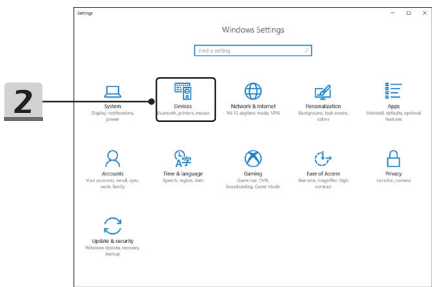 Settings
Windows Settings
Find a setting
2
System
Display, notifications,
power
Devices
Bluetooth, printers, mouse
Network & Internet
Wi-Fi, airplane mode, VPN
Personalization
Background, lock screen,
colors
Apps
Uninstall, defaults, optional
features
Accounts
Your accounts, email, sync,
work, family
Time & language
Speech, region, date
Gaming
Game bar, DVR,
broadcasting, Game Mode
Ease of Access
Narrator, magnifier, high
contrast
Privacy
Location, camera
Update & security
Windows Update, recovery,
backup